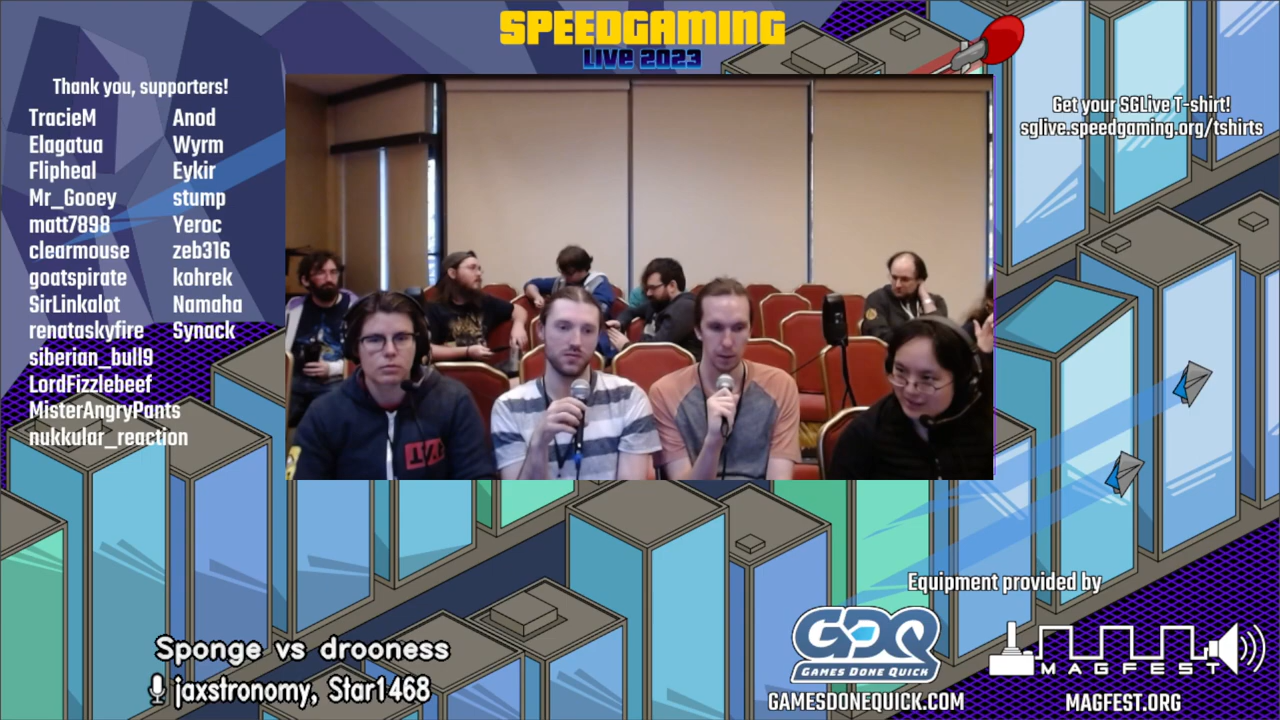 SPEEDGAMING
LIVE 2023
Thank you, supporters!
TracieM
Elagatua
Flipheal
Mr_Gooey
matt7898
clearmouse
goatspirate
SirLinkalot
renataskyfire
siberian_bull9
LordFizzlebeef
MisterAngryPants
nukkular_reaction
Anod
Wyrm
Eykir
stump
Yeroc
zeb316
kohrek
Namaha
Synack
Get your SGLive T-shirt!
sglive.speedgaming.org/tshirts
Sponge vs drooness
jaxstronomy, Star1468
Equipment provided by
GDQ
GAMES DONE QUICK
GAMESDONEQUICK.COM
MAGFEST
MAGFEST.ORG